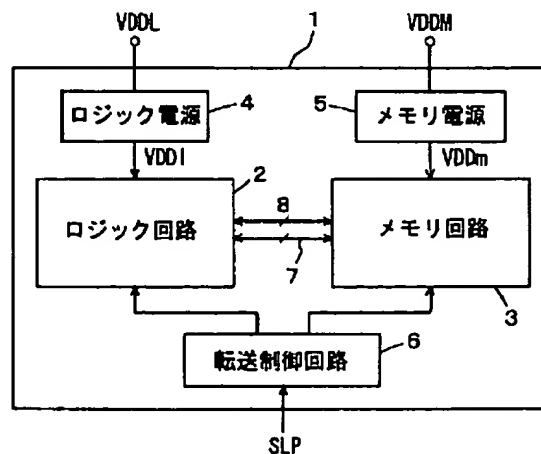 VDDL
1
VDDM
ロジック電源
4
5
メモリ電源
VDDl
VDDm
2
ロジック回路
8
7
メモリ回路
3
転送制御回路
6
SLP